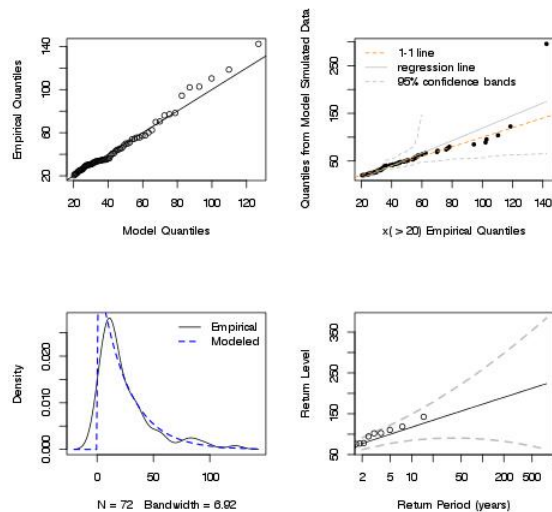 Empirical Quantiles
140
100
60
20
20 40 60 80 100 120
Model Quantiles
Quantiles from Model Simulated Data
250
150
50
1-1 line
regression line
95% confidence bands
20 40 60 80 100 120 140
x( > 20) Empirical Quantiles
Density
0.020
0.010
0.000
Empirical
Modeled
0 50 100
N = 72 Bandwidth = 6.92
Return Level
350
250
150
50
2 5 10 50 200 500
Return Period (years)